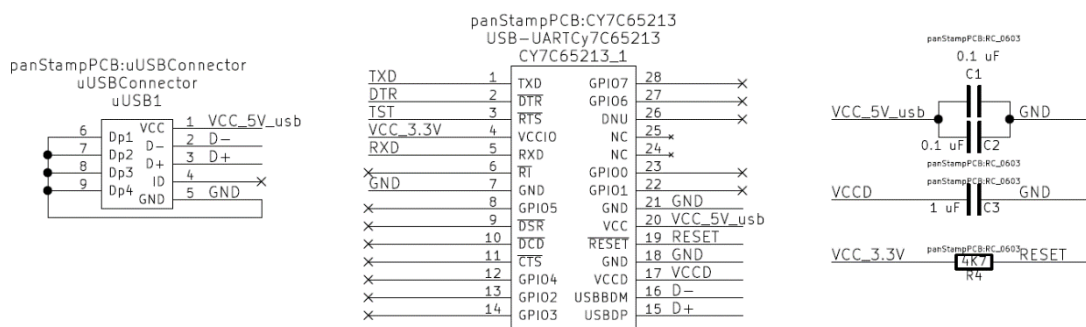 panStampPCB:uUSBConnector
uUSBConnector
uUSB1
6 Dp1 VCC 1 VCC_5V_usb
7 Dp2 D- 2 D-
8 Dp3 D+ 3 D+
9 Dp4 ID 4
GND 5 GND
panStampPCB:CY7C65213
USB-UARTCy7C65213
CY7C65213_1
TXD 1 TXD GPIO7 28
DTR 2 DTR GPIO6 27
TST 3 RTS DNU 26
VCC_3.3V 4 VCCIO NC 25
RXD 5 RXD NC 24
6 RI GPIO0 23
GND 7 GND GPIO1 22
8 GPIO5 GND 21 GND
9 DSR VCC 20 VCC_5V_usb
10 DCD RESET 19 RESET
11 CTS GND 18 GND
12 GPIO4 VCCD 17 VCCD
13 GPIO2 USBBDM 16 D-
14 GPIO3 USBDP 15 D+
panStampPCB:RC_0603
0.1 uF
C1
VCC_5V_usb GND
0.1 uF C2
panStampPCB:RC_0603
VCCD GND
1 uF C3
panStampPCB:RC_0603
VCC_3.3V 4K7 RESET
R4